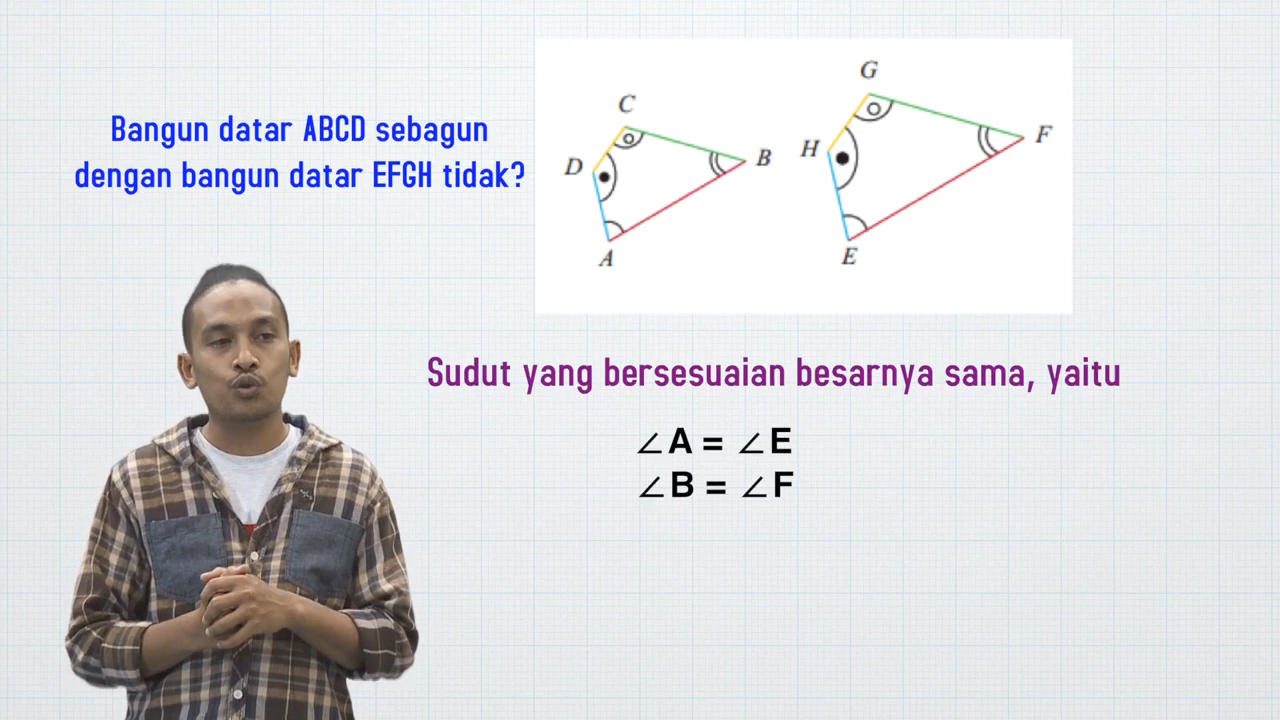 Bangun datar ABCD sebagun
dengan bangun datar EFGH tidak?
C
D
B
A
G
H
F
E
Sudut yang bersesuaian besarnya sama, yaitu
∠A = ∠E
∠B = ∠F